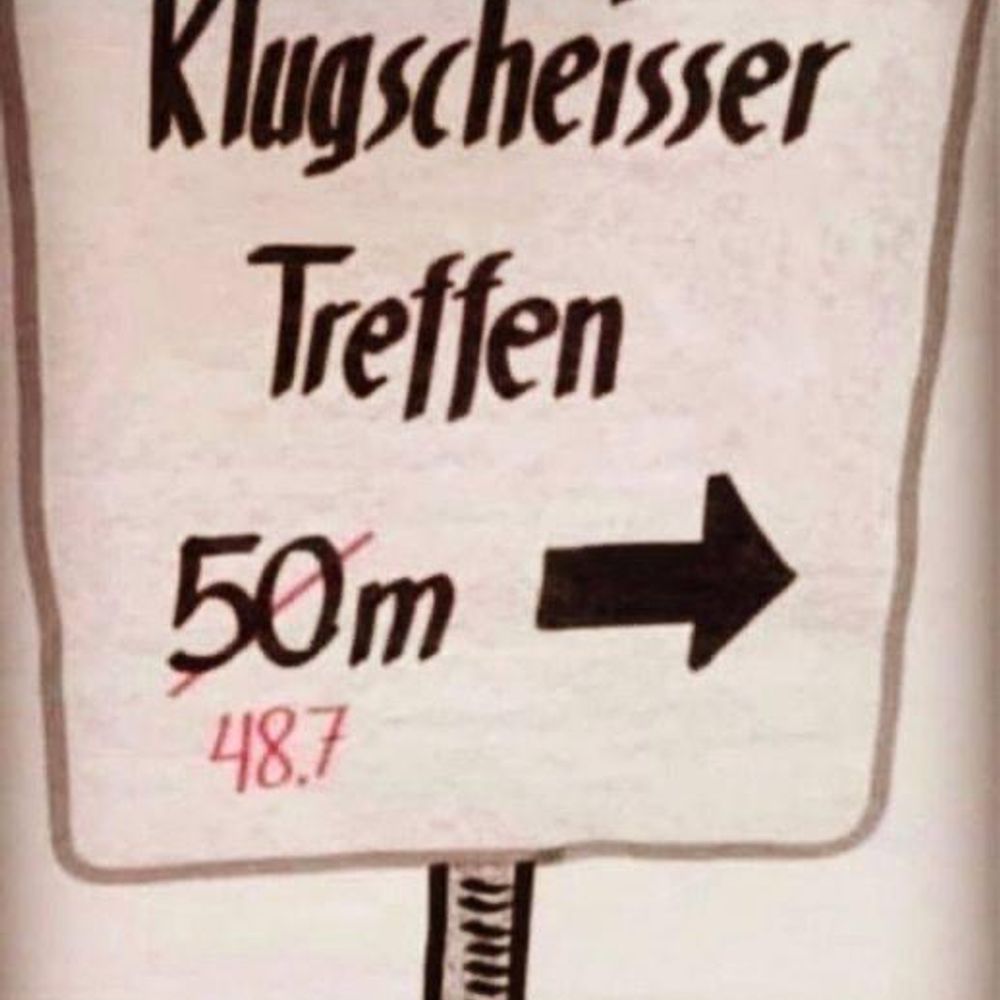 Klugscheisser
Treffen
50m
48.7